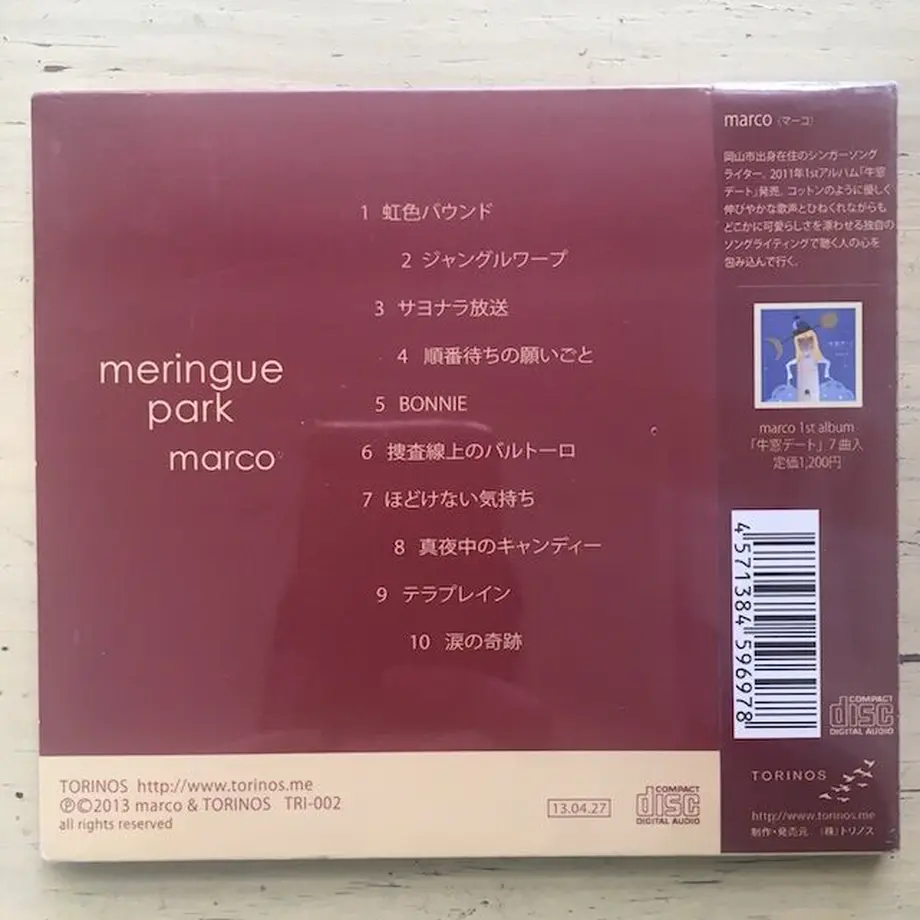 meringue
park
marco
1 虹色バウンド
2 ジャングルワープ
3 サヨナラ放送
4 順番待ちの願いごと
5 BONNIE
6 捜査線上のバルトーロ
7 ほどけない気持ち
8 真夜中のキャンディー
9 テラプレイン
10 涙の奇跡
TORINOS http://www.torinos.me
Ⓟ©2013 marco & TORINOS TRI-002
all rights reserved
13.04.27
COMPACT
disc
DIGITAL AUDIO
marco (マーコ)
岡山市出身在住のシンガーソング
ライター。2011年1stアルバム「牛窓
デート」発売。コットンのように優しく
伸びやかな歌声とひねくれながらも
どこかに可愛らしさを漂わせる独自の
ソングライティングで聴く人の心を
包み込んで行く。
marco 1st album
「牛窓デート」7曲入
定価1,200円
4571384596978
COMPACT
disc
DIGITAL AUDIO
TORINOS
http://www.torinos.me
制作・発売元 (株)トリノス